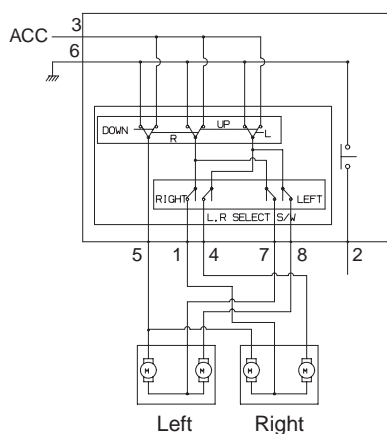 3
ACC
6
DOWN
UP
R
L
RIGHT
LEFT
L,R SELECT S/W
5 1 4 7 8 2
M M M M
Left Right